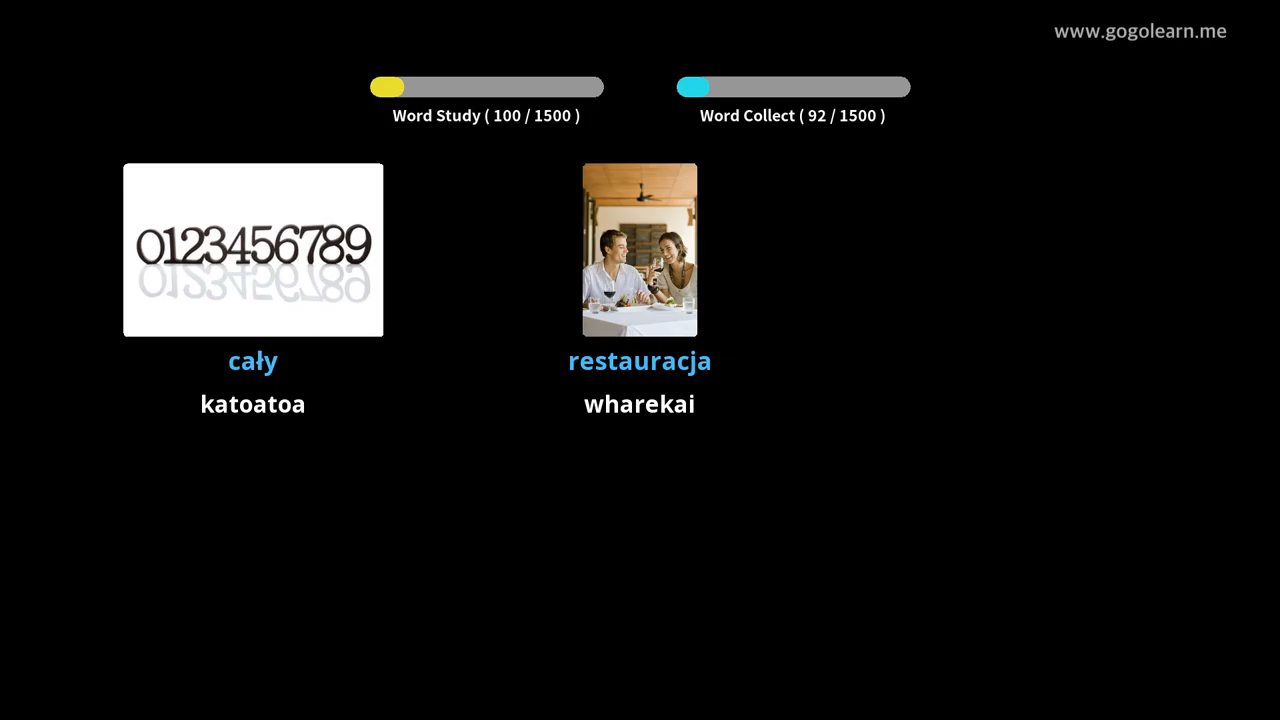 www.gogolearn.me
Word Study ( 100 / 1500 )
Word Collect ( 92 / 1500 )
0123456789
cały
restauracja
katoatoa
wharekai